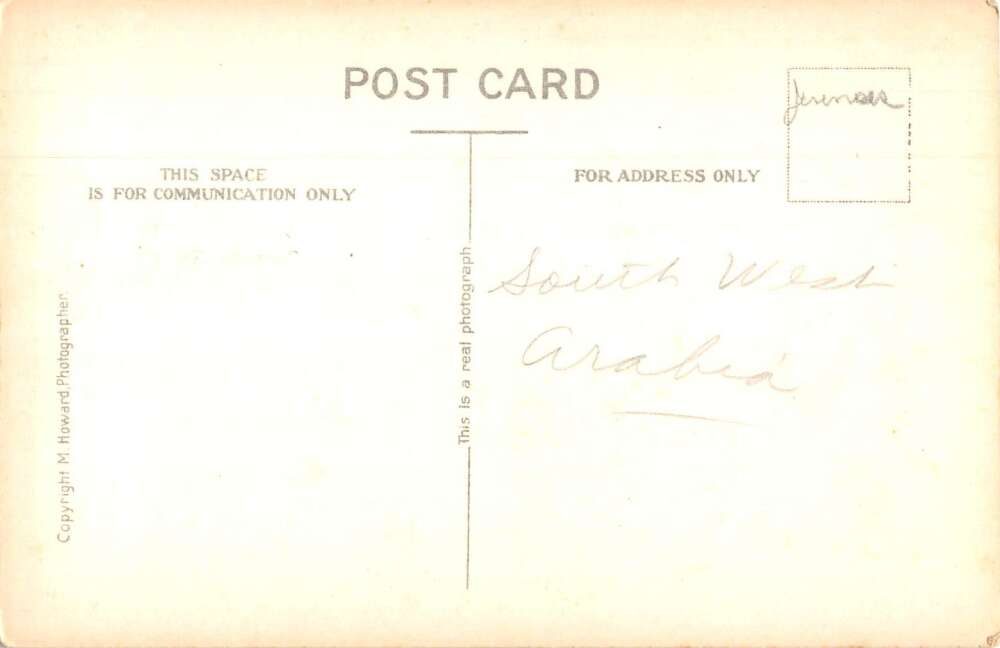 POST CARD
THIS SPACE
IS FOR COMMUNICATION ONLY
FOR ADDRESS ONLY
South West
Arabia
This is a real photograph
Copyright M. Howard, Photographer